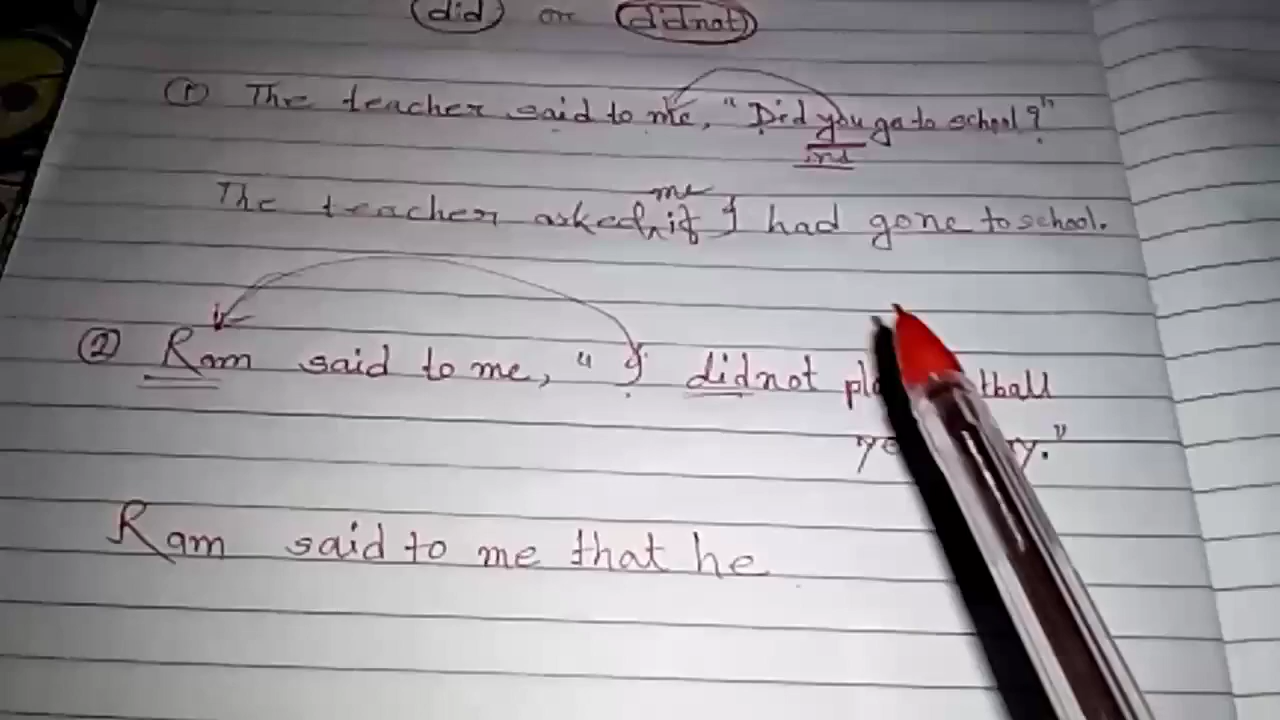 did or didnot
① The teacher said to me, "Did you go to school?"
ind
me
The teacher asked ^ if I had gone to school.
② Ram said to me, " I didnot
."
Ram said to me that he